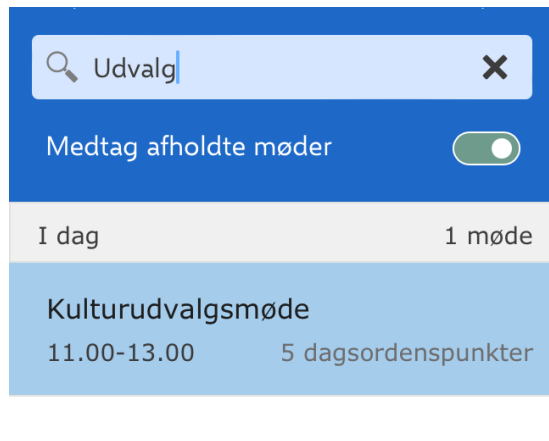 Udvalg
Medtag afholdte møder
I dag 1 møde
Kulturudvalgsmøde
11.00-13.00 5 dagsordenspunkter